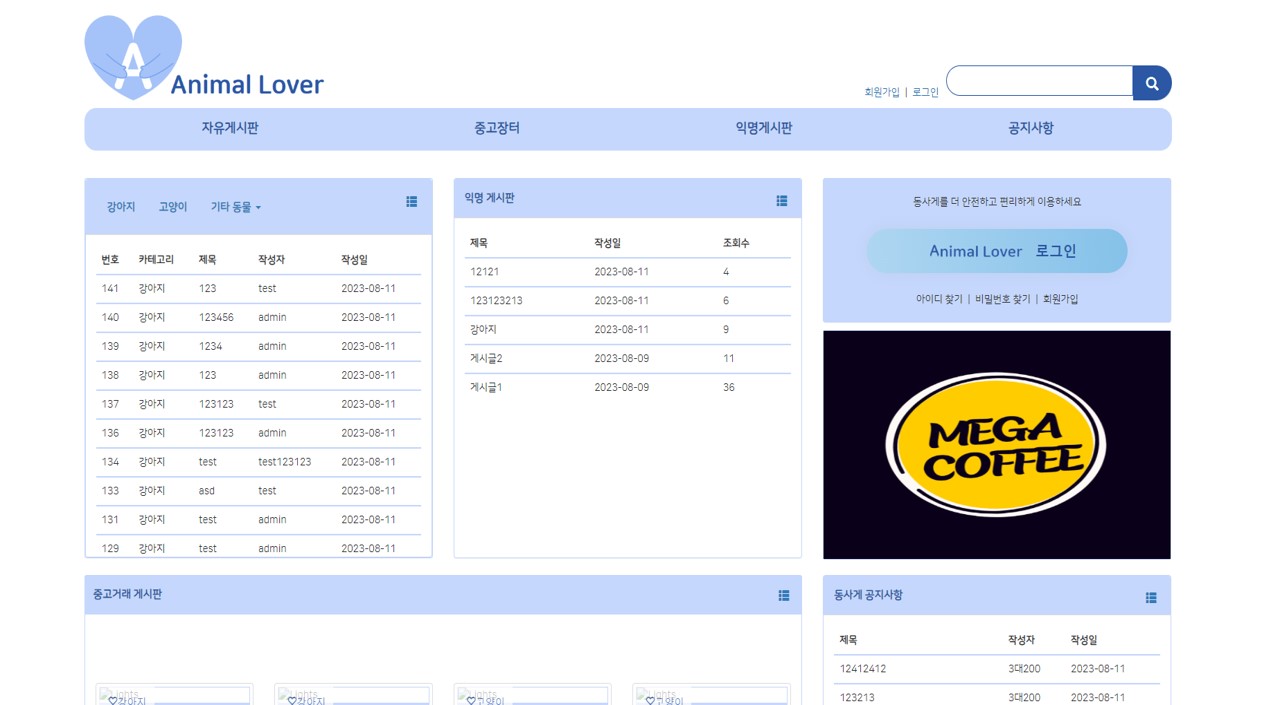 A
Animal Lover
회원가입 | 로그인
자유게시판 중고장터 익명게시판 공지사항
강아지 고양이 기타 동물
번호 카테고리 제목 작성자 작성일
141 강아지 123 test 2023-08-11
140 강아지 123456 admin 2023-08-11
139 강아지 1234 admin 2023-08-11
138 강아지 123 admin 2023-08-11
137 강아지 123123 test 2023-08-11
136 강아지 123123 admin 2023-08-11
134 강아지 test test123123 2023-08-11
133 강아지 asd test 2023-08-11
131 강아지 test admin 2023-08-11
129 강아지 test admin 2023-08-11
익명 게시판
제목 작성일 조회수
12121 2023-08-11 4
123123213 2023-08-11 6
강아지 2023-08-11 9
게시글2 2023-08-09 11
게시글1 2023-08-09 36
동사게를 더 안전하고 편리하게 이용하세요
Animal Lover 로그인
아이디 찾기 | 비밀번호 찾기 | 회원가입
MEGA
COFFEE
중고거래 게시판
Lights
강아지
Lights
강아지
Lights
고양이
Lights
고양이
동사게 공지사항
제목 작성자 작성일
12412412 3대200 2023-08-11
123213 3대200 2023-08-11